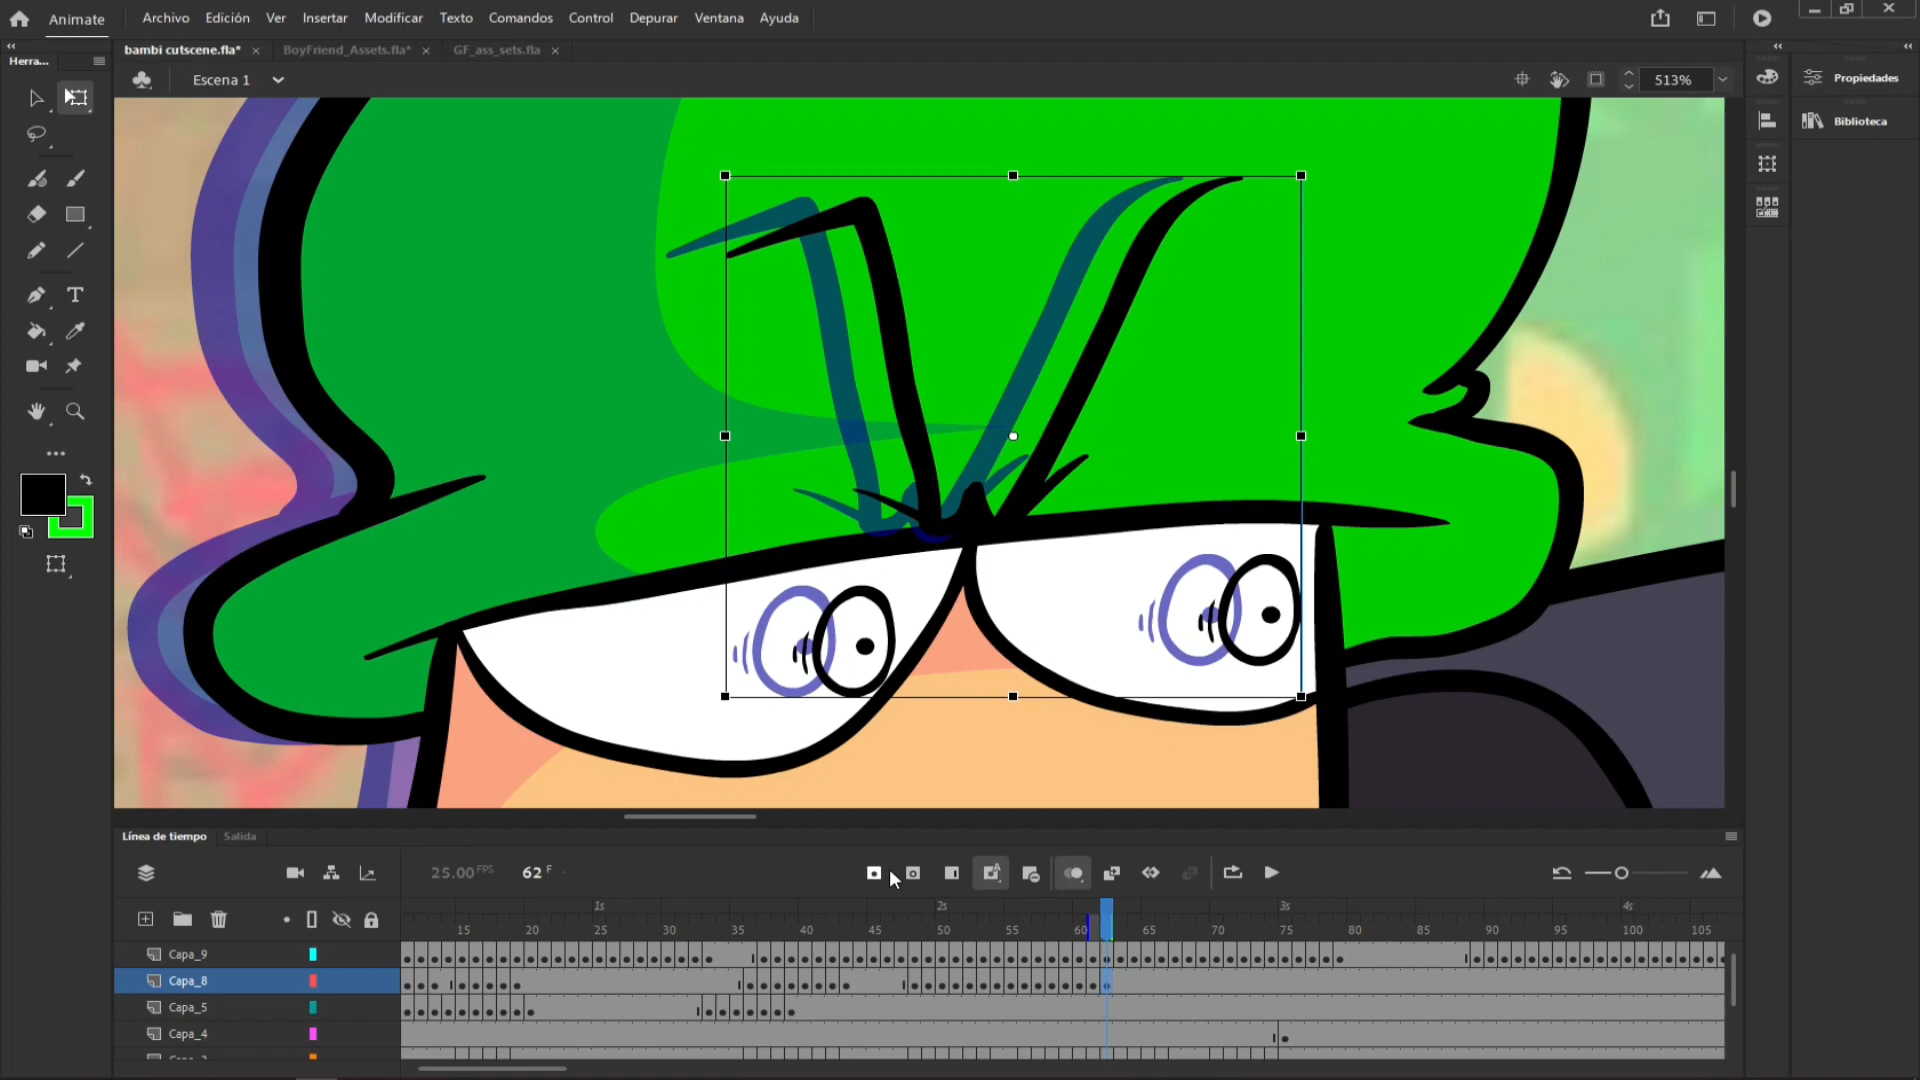 Animate
Archivo Edición Ver Insertar Modificar Texto Comandos Control Depurar Ventana Ayuda
bambi cutscene.fla* BoyFriend_Assets.fla* GF_ass_sets.fla
Herra...
Escena 1
513%
Propiedades
Biblioteca
T
Línea de tiempo Salida
25.00 FPS 62 F
1s 2s 3s 4s
15 20 25 30 35 40 45 50 55 60 65 70 75 80 85 90 95 100 105
Capa_9
Capa_8
Capa_5
Capa_4